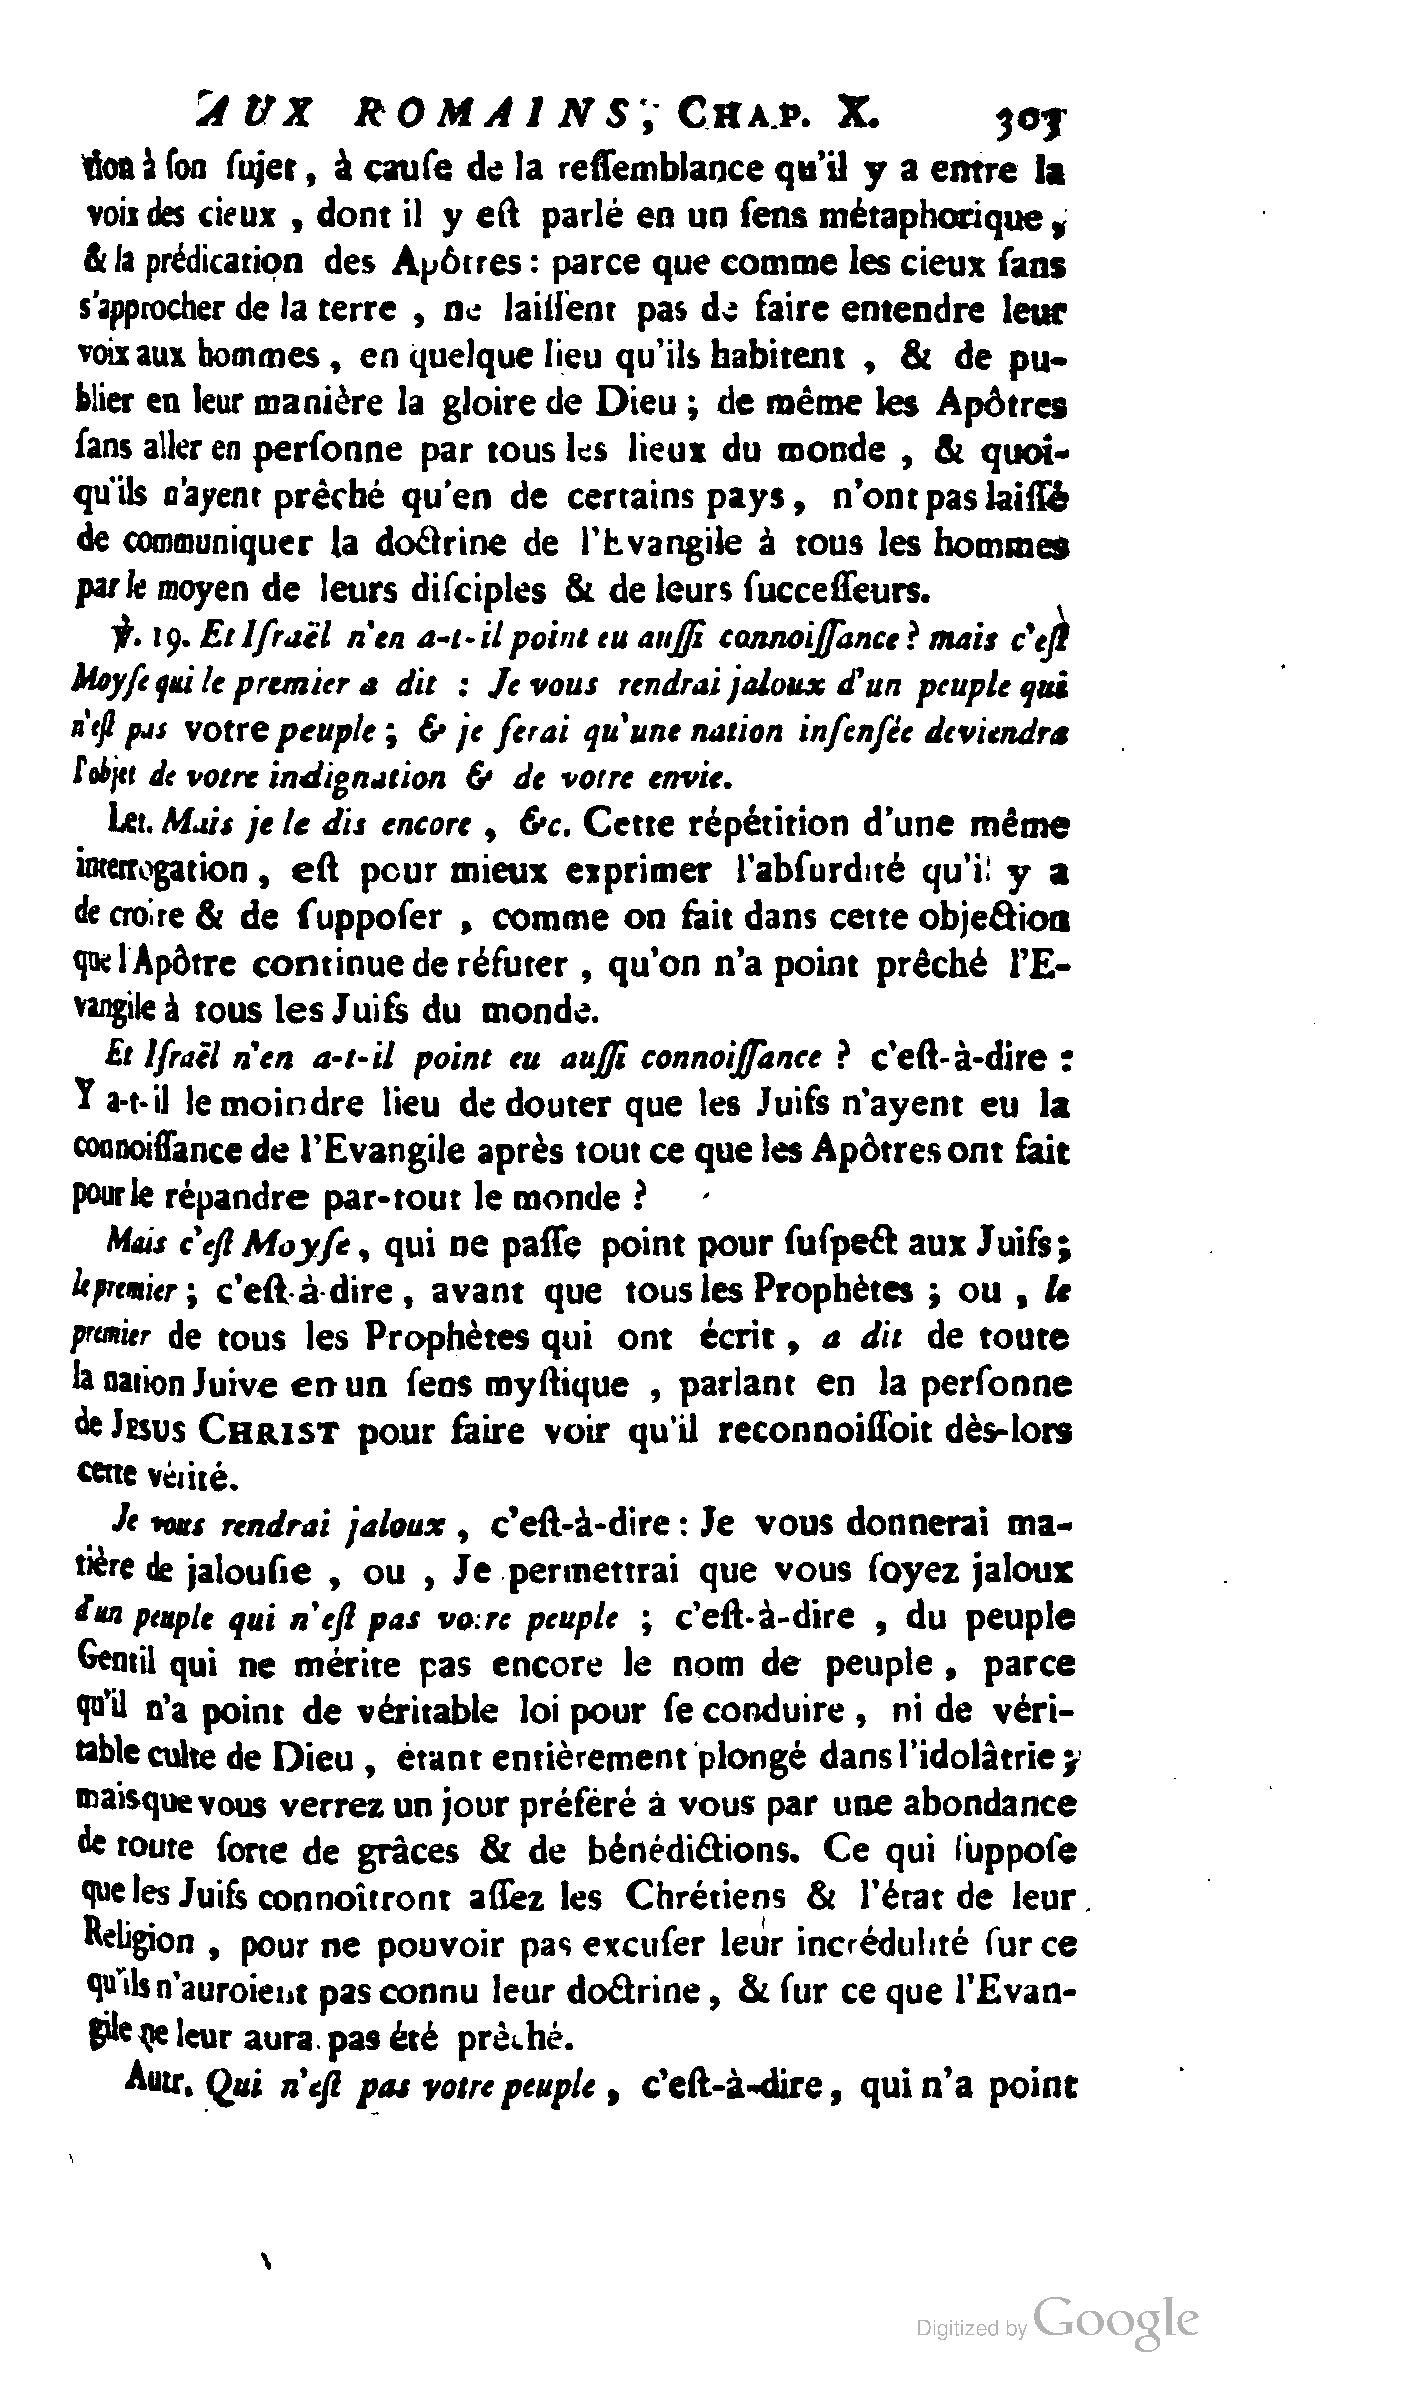 AUX ROMAINS, CHAP. X. 305
tion à ſon ſujet, à cauſe de la reſſemblance qu'il y a entre la
voix des cieux, dont il y eſt parlé en un ſens métaphorique,
& la prédication des Apôtres: parce que comme les cieux ſans
s'approcher de la terre, ne laiſſent pas de faire entendre leur
voix aux hommes, en quelque lieu qu'ils habitent, & de pu-
blier en leur manière la gloire de Dieu; de même les Apôtres
ſans aller en perſonne par tous les lieux du monde, & quoi-
qu'ils n'ayent prêché qu'en de certains pays, n'ont pas laiſſé
de communiquer la doctrine de l'Evangile à tous les hommes
par le moyen de leurs diſciples & de leurs ſucceſſeurs.
℣. 19. Et Iſraël n'en a-t-il point eu auſſi connoiſſance? mais c'eſt
Moyſe qui le premier a dit : Je vous rendrai jaloux d'un peuple qui
n'eſt pas votre peuple; & je ferai qu'une nation inſenſée deviendra
l'objet de votre indignation & de votre envie.
Let. Mais je le dis encore, &c. Cette répétition d'une même
interrogation, eſt pour mieux exprimer l'abſurdité qu'il y a
de croire & de ſuppoſer, comme on fait dans cette objection
que l'Apôtre continue de réfuter, qu'on n'a point prêché l'E-
vangile à tous les Juifs du monde.
Et Iſraël n'en a-t-il point eu auſſi connoiſſance? c'eſt-à-dire :
Y a-t-il le moindre lieu de douter que les Juifs n'ayent eu la
connoiſſance de l'Evangile après tout ce que les Apôtres ont fait
pour le répandre par-tout le monde?
Mais c'eſt Moyſe, qui ne paſſe point pour ſuſpect aux Juifs;
le premier; c'eſt-à-dire, avant que tous les Prophètes; ou, le
premier de tous les Prophètes qui ont écrit, a dit de toute
la nation Juive en un ſens myſtique, parlant en la perſonne
de JESUS CHRIST pour faire voir qu'il reconnoiſſoit dès-lors
cette vérité.
Je vous rendrai jaloux, c'eſt-à-dire: Je vous donnerai ma-
tière de jalouſie, ou, Je permettrai que vous ſoyez jaloux
d'un peuple qui n'eſt pas votre peuple; c'eſt-à-dire, du peuple
Gentil qui ne mérite pas encore le nom de peuple, parce
qu'il n'a point de véritable loi pour ſe conduire, ni de véri-
table culte de Dieu, étant entièrement plongé dans l'idolâtrie;
mais que vous verrez un jour préféré à vous par une abondance
de toute ſorte de grâces & de bénédictions. Ce qui ſuppoſe
que les Juifs connoîtront aſſez les Chrétiens & l'état de leur
Religion, pour ne pouvoir pas excuſer leur incrédulité ſur ce
qu'ils n'auroient pas connu leur doctrine, & ſur ce que l'Evan-
gile ne leur aura pas été prêché.
Autr. Qui n'eſt pas votre peuple, c'eſt-à-dire, qui n'a point
Digitized by Google